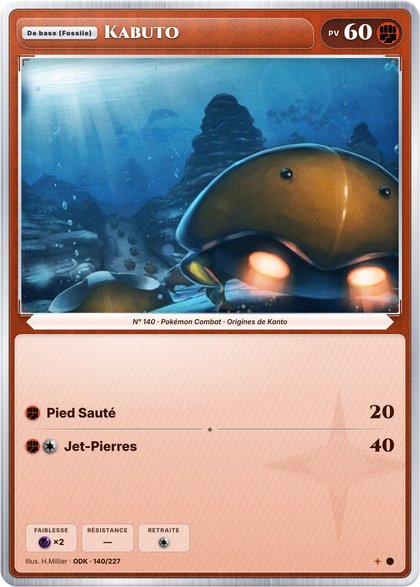 De base (Fossile) KABUTO PV 60
N° 140 · Pokémon Combat · Origines de Kanto
Pied Sauté 20
Jet-Pierres 40
FAIBLESSE RÉSISTANCE RETRAITE
×2 —
Illus. H.Millier · ODK · 140/227